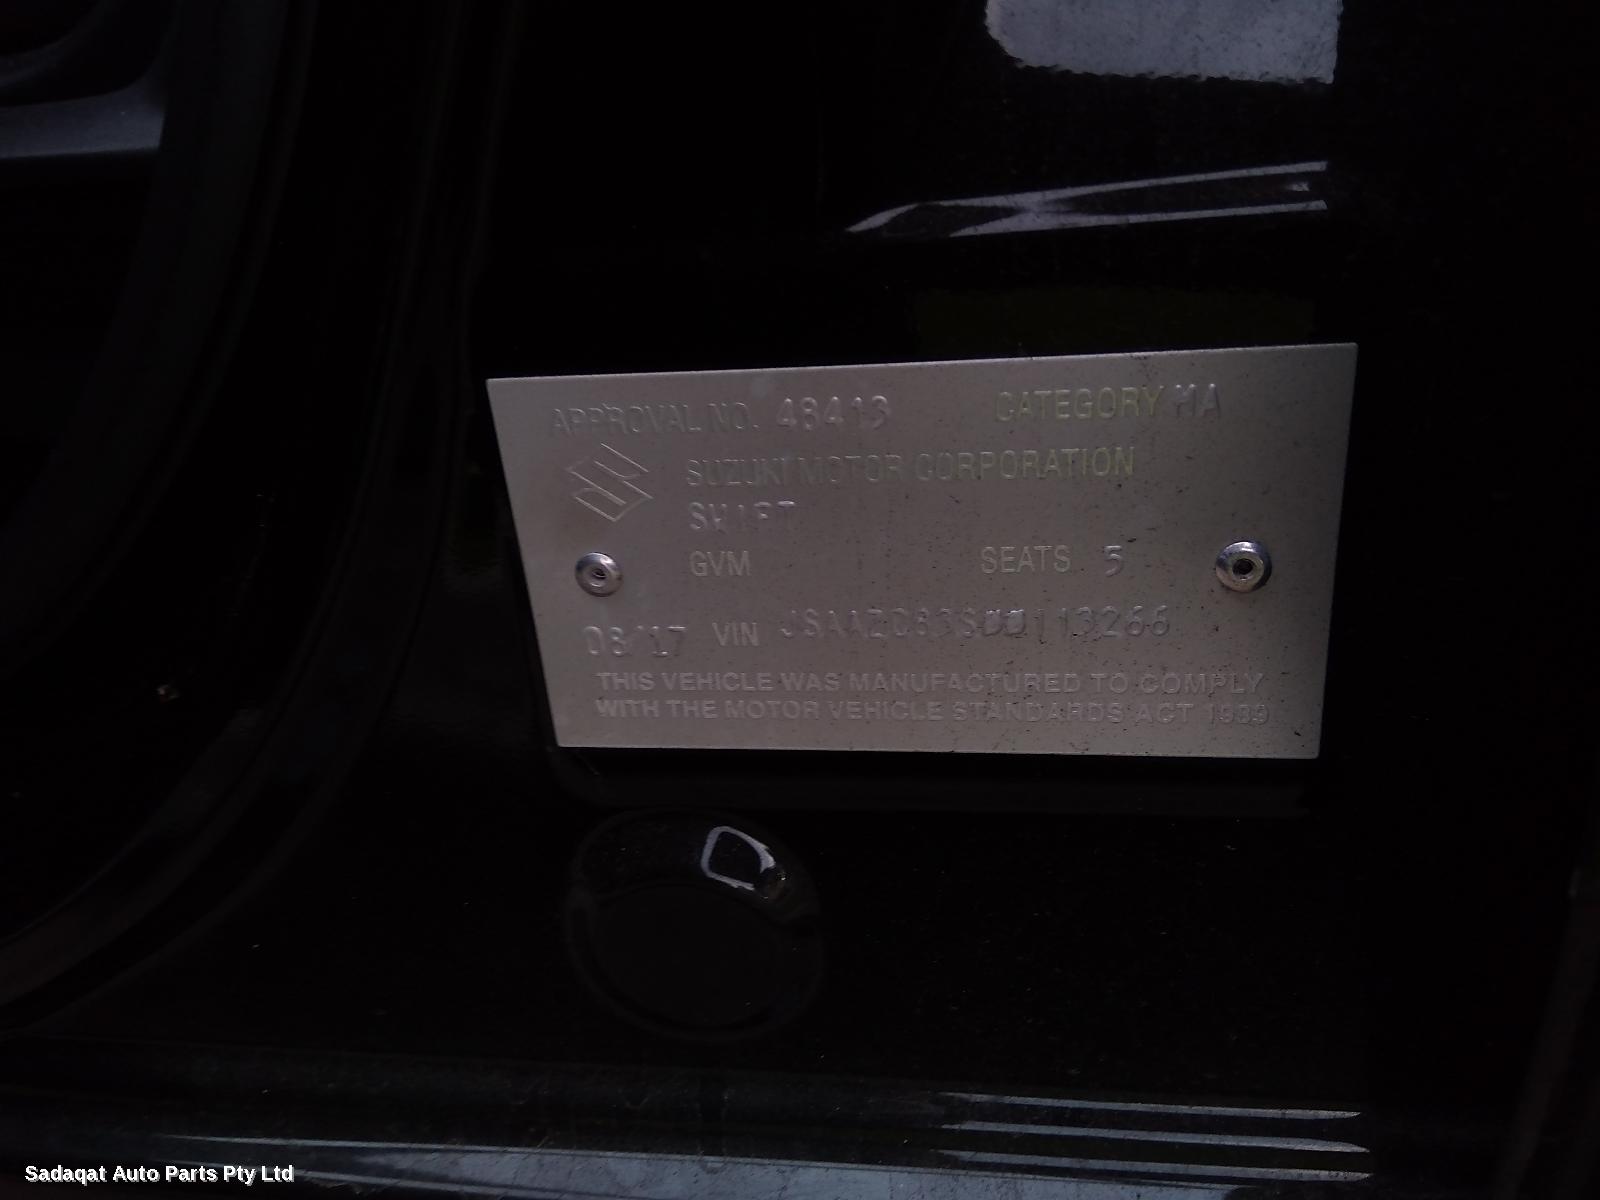 APPROVAL NO. 48413 CATEGORY MA
SUZUKI MOTOR CORPORATION
SWIFT
GVM SEATS 5
08/17 VIN JSAAZC83S00113266
THIS VEHICLE WAS MANUFACTURED TO COMPLY
WITH THE MOTOR VEHICLE STANDARDS ACT 1989
Sadaqat Auto Parts Pty Ltd